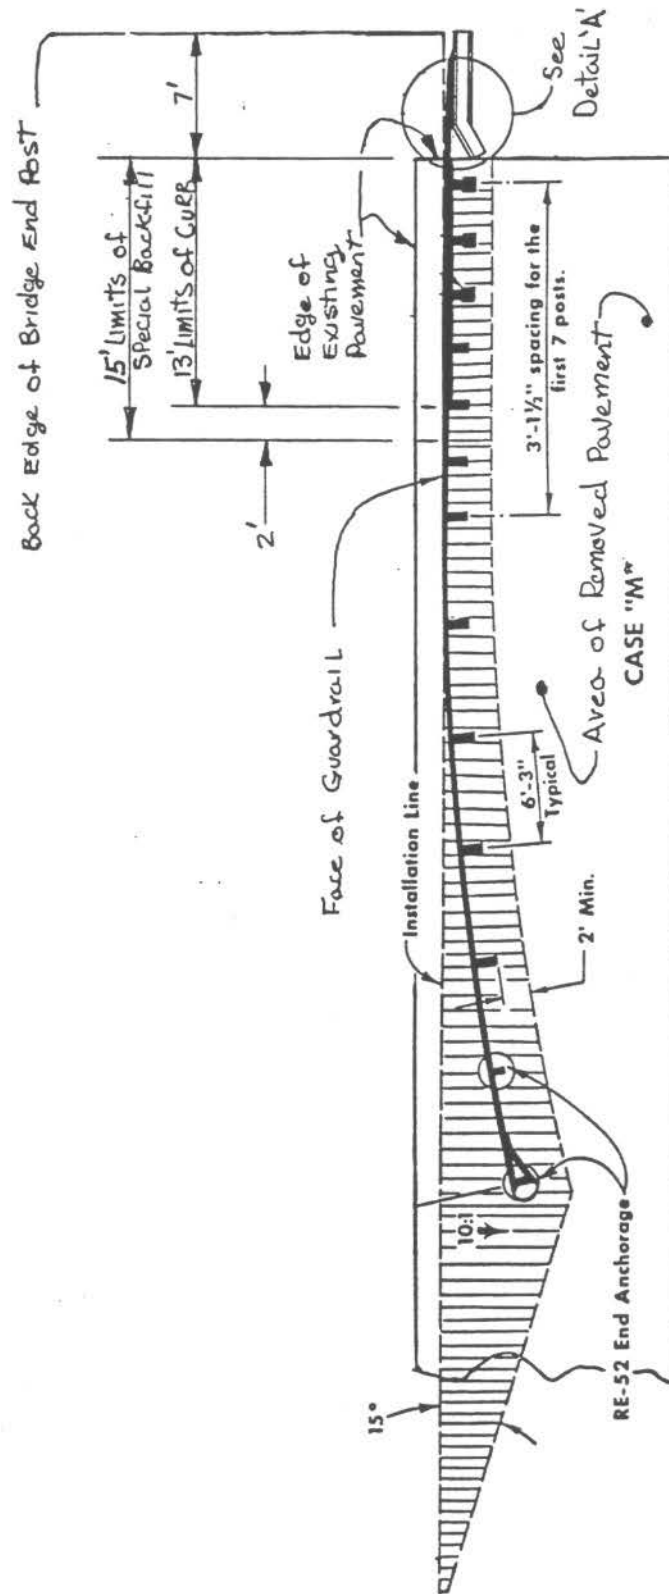 Back Edge of Bridge End Post
7'
15' Limits of
Special Backfill
13' Limits of CURB
2'
Edge of
Existing
Pavement
See
Detail 'A'
3'-1½" spacing for the
first 7 posts.
Face of Guardrail
Installation Line
Area of Removed Pavement
CASE "M"
6'-3"
Typical
2' Min.
10:1
15°
RE-52 End Anchorage